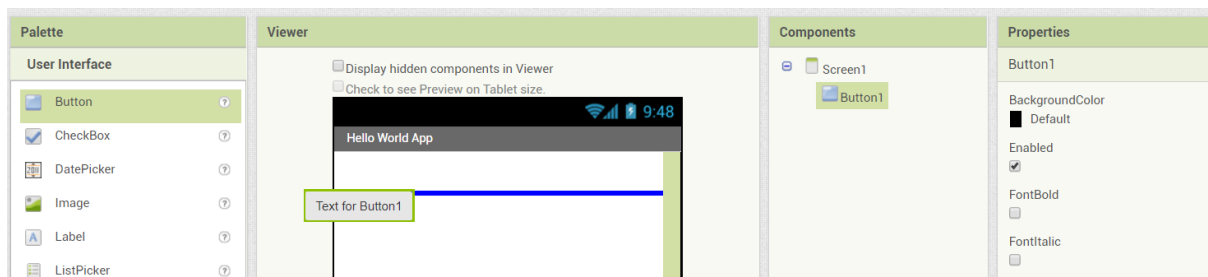 Palette
User Interface
Button
CheckBox
DatePicker
Image
Label
ListPicker
Viewer
Display hidden components in Viewer
Check to see Preview on Tablet size.
9:48
Hello World App
Text for Button1
Components
Screen1
Button1
Properties
Button1
BackgroundColor
Default
Enabled
FontBold
FontItalic